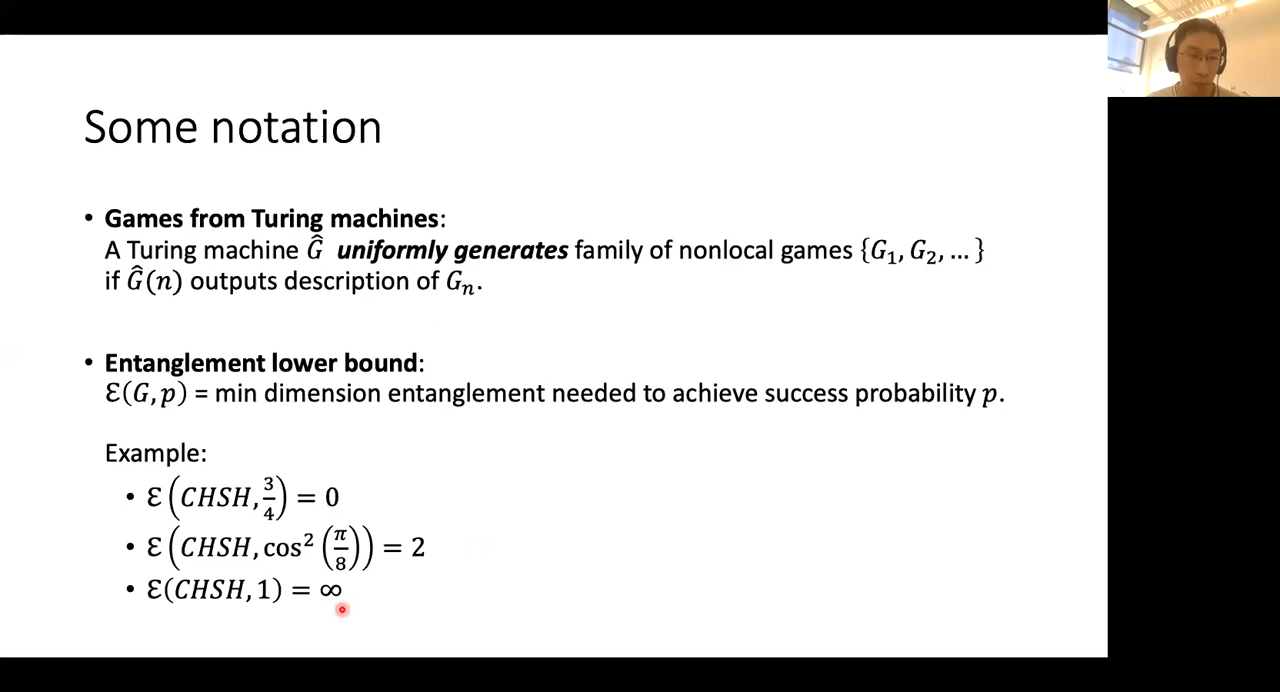 Some notation
• Games from Turing machines:
A Turing machine Ĝ uniformly generates family of nonlocal games {G₁, G₂, … }
if Ĝ(n) outputs description of Gₙ.
• Entanglement lower bound:
Ɛ(G, p) = min dimension entanglement needed to achieve success probability p.
Example:
• Ɛ(CHSH, 3/4) = 0
• Ɛ(CHSH, cos²(π/8)) = 2
• Ɛ(CHSH, 1) = ∞